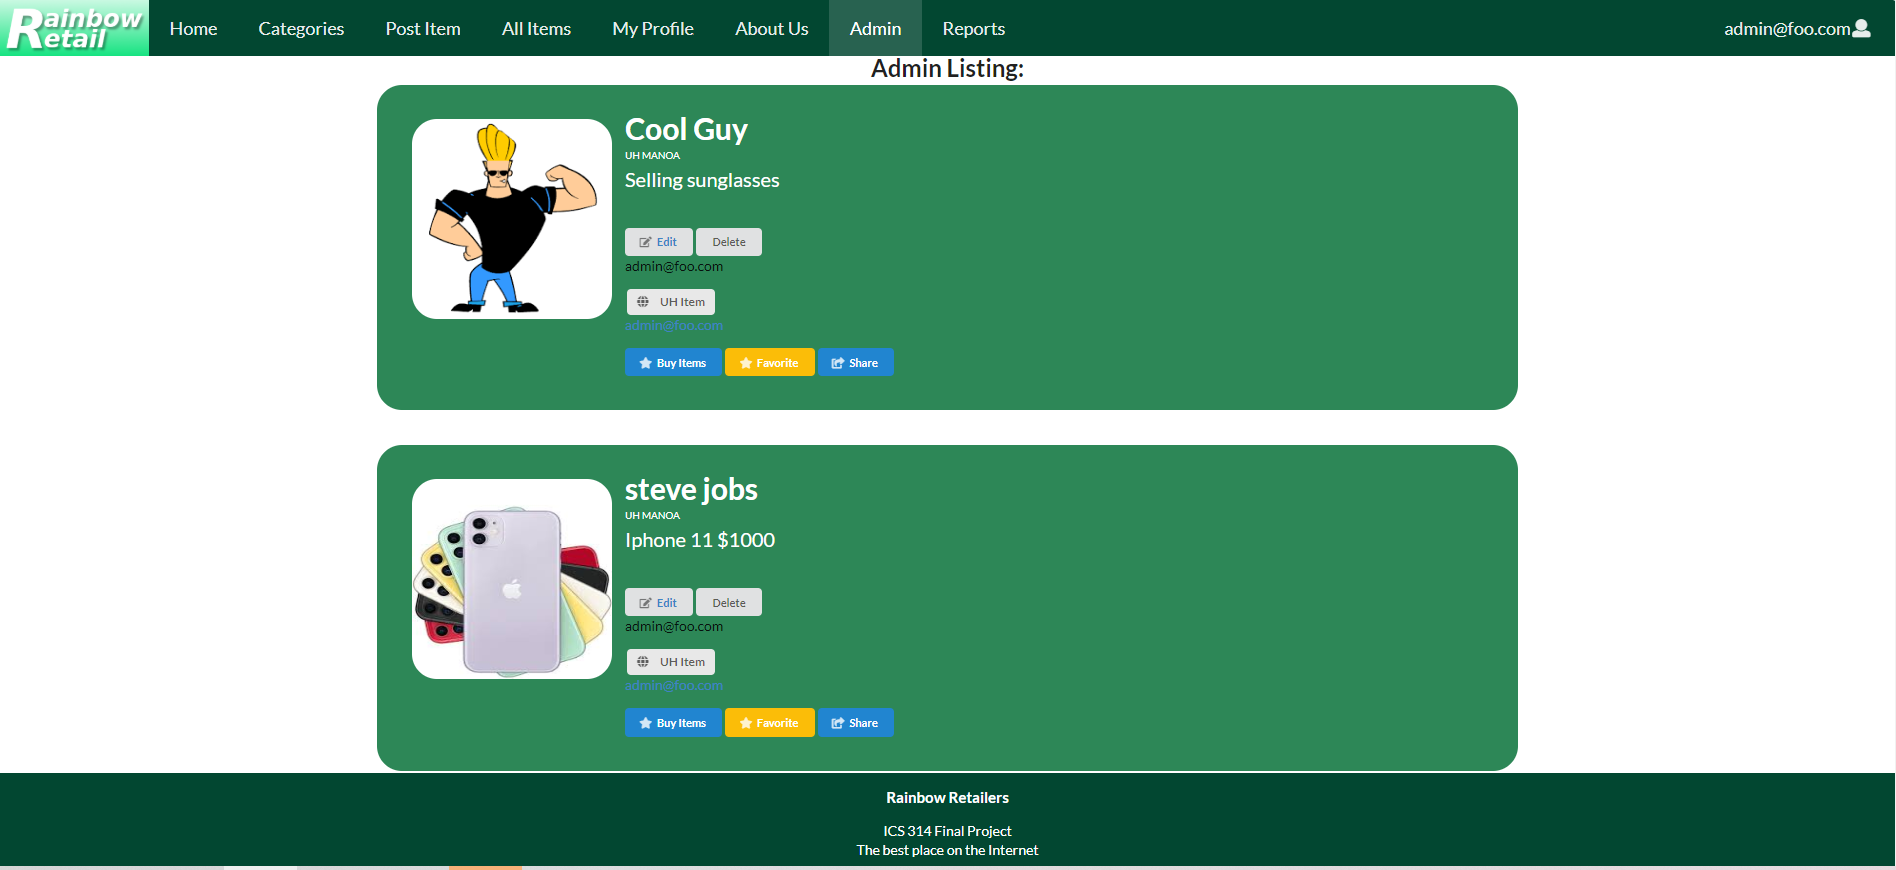 Rainbow Retail
Home Categories Post Item All Items My Profile About Us Admin Reports admin@foo.com
Admin Listing:
Cool Guy
UH MANOA
Selling sunglasses
Edit Delete
admin@foo.com
UH Item
admin@foo.com
Buy Items Favorite Share
steve jobs
UH MANOA
Iphone 11 $1000
Edit Delete
admin@foo.com
UH Item
admin@foo.com
Buy Items Favorite Share
Rainbow Retailers
ICS 314 Final Project
The best place on the Internet